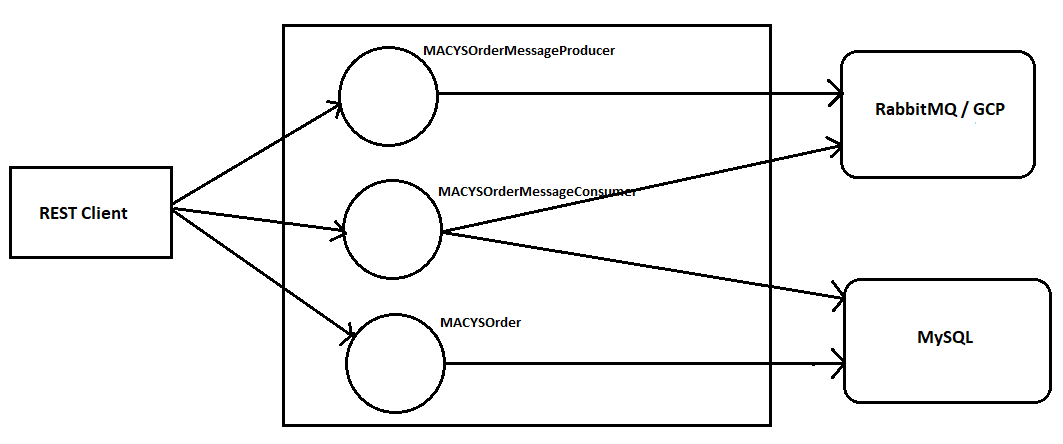 MACYSOrderMessageProducer
RabbitMQ / GCP
MACYSOrderMessageConsumer
REST Client
MACYSOrder
MySQL